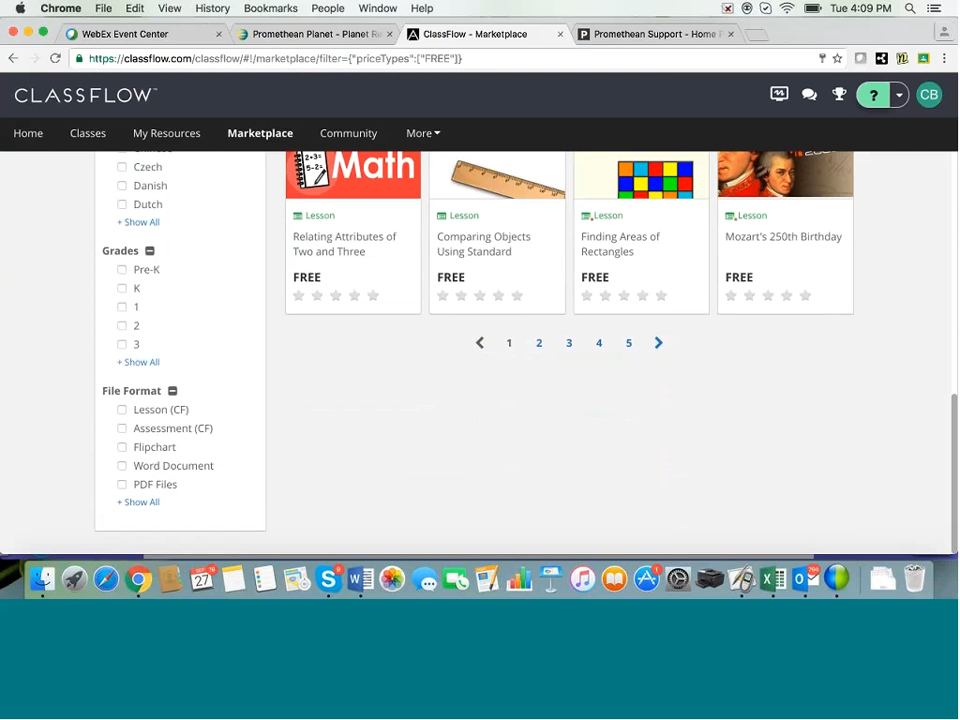 Chrome File Edit View History Bookmarks People Window Help Tue 4:09 PM
WebEx Event Center
Promethean Planet - Planet Re
ClassFlow - Marketplace
Promethean Support - Home P
https://classflow.com/classflow/#!/marketplace/filter={"priceTypes":["FREE"]}
CLASSFLOW
?
CB
Home Classes My Resources Marketplace Community More
Czech
Danish
Dutch
+ Show All
Grades
Pre-K
K
1
2
3
+ Show All
File Format
Lesson (CF)
Assessment (CF)
Flipchart
Word Document
PDF Files
+ Show All
2+3=
5-2=
Math
Lesson
Relating Attributes of
Two and Three
FREE
Lesson
Comparing Objects
Using Standard
FREE
Lesson
Finding Areas of
Rectangles
FREE
Lesson
Mozart's 250th Birthday
FREE
1 2 3 4 5
27